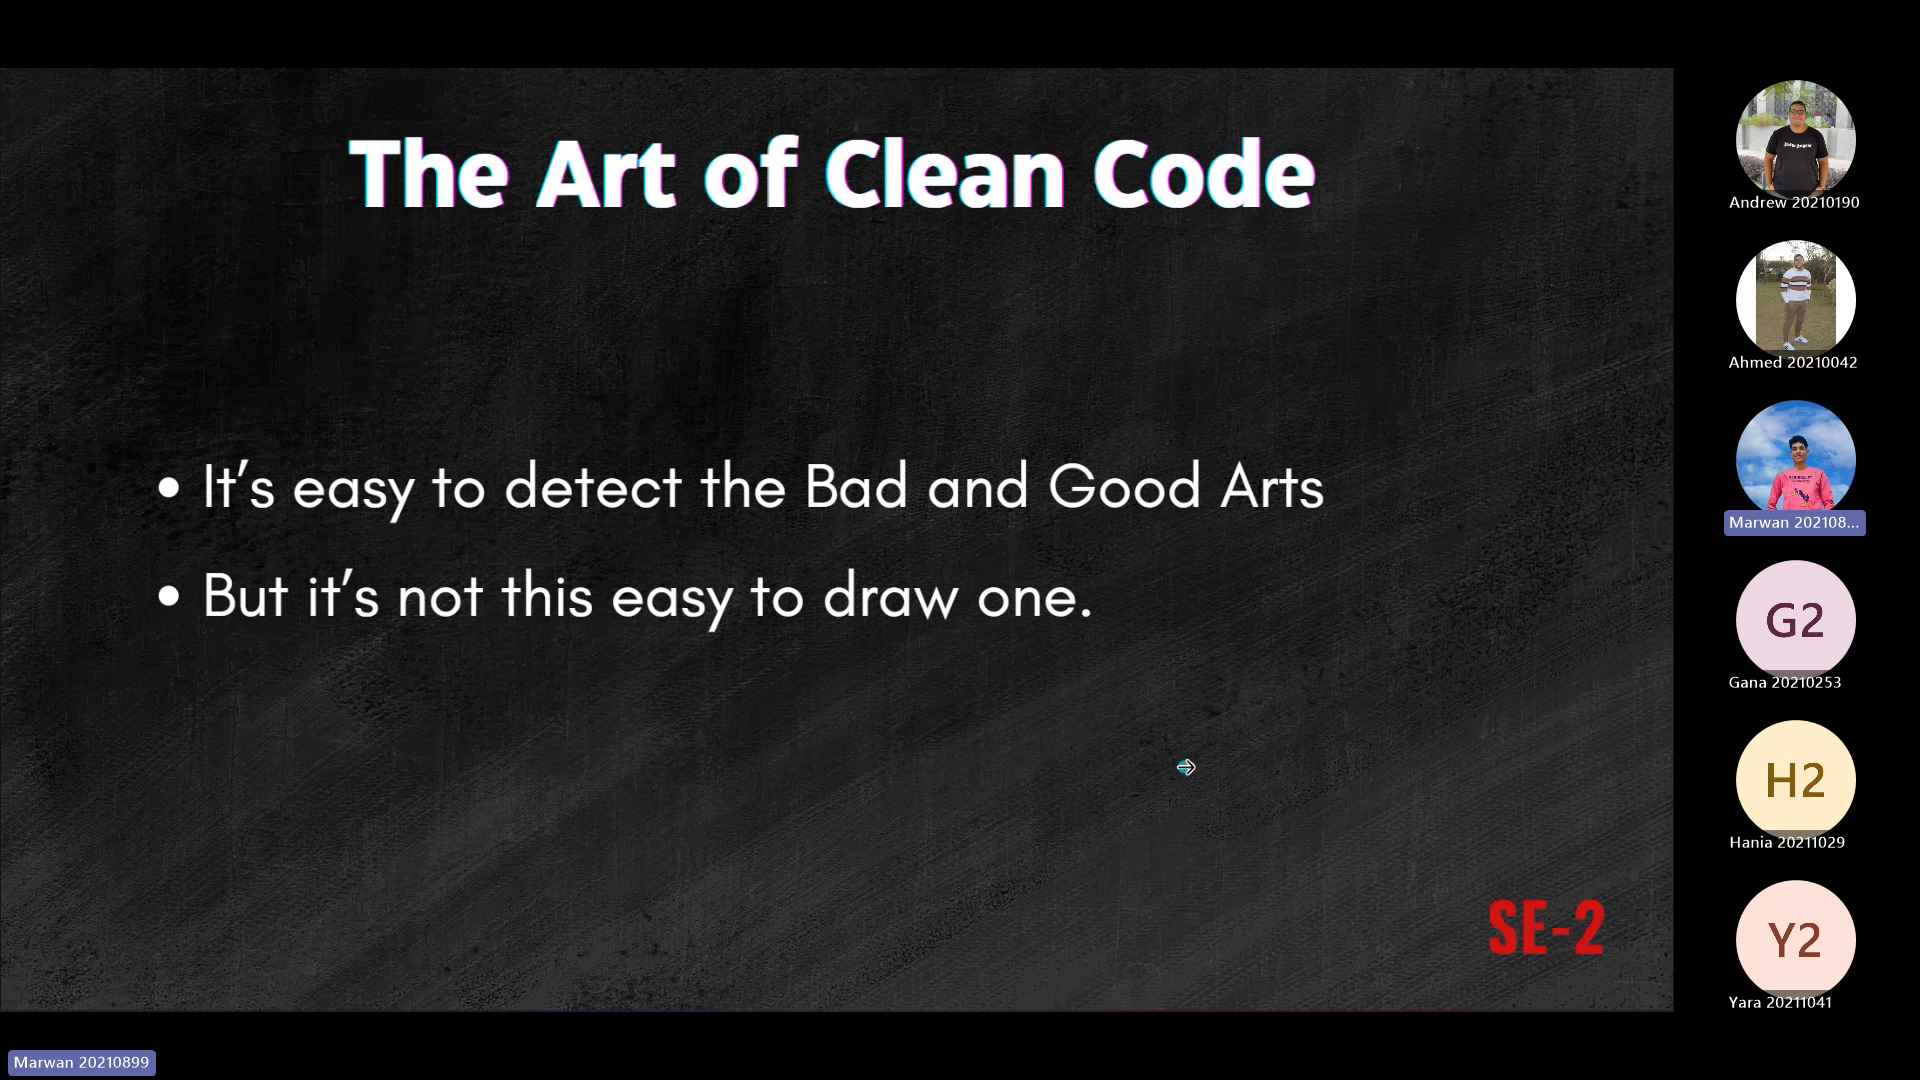 The Art of Clean Code
• It’s easy to detect the Bad and Good Arts
• But it’s not this easy to draw one.
SE-2
Andrew 20210190
Ahmed 20210042
Marwan 202108...
G2
Gana 20210253
H2
Hania 20211029
Y2
Yara 20211041
Marwan 20210899